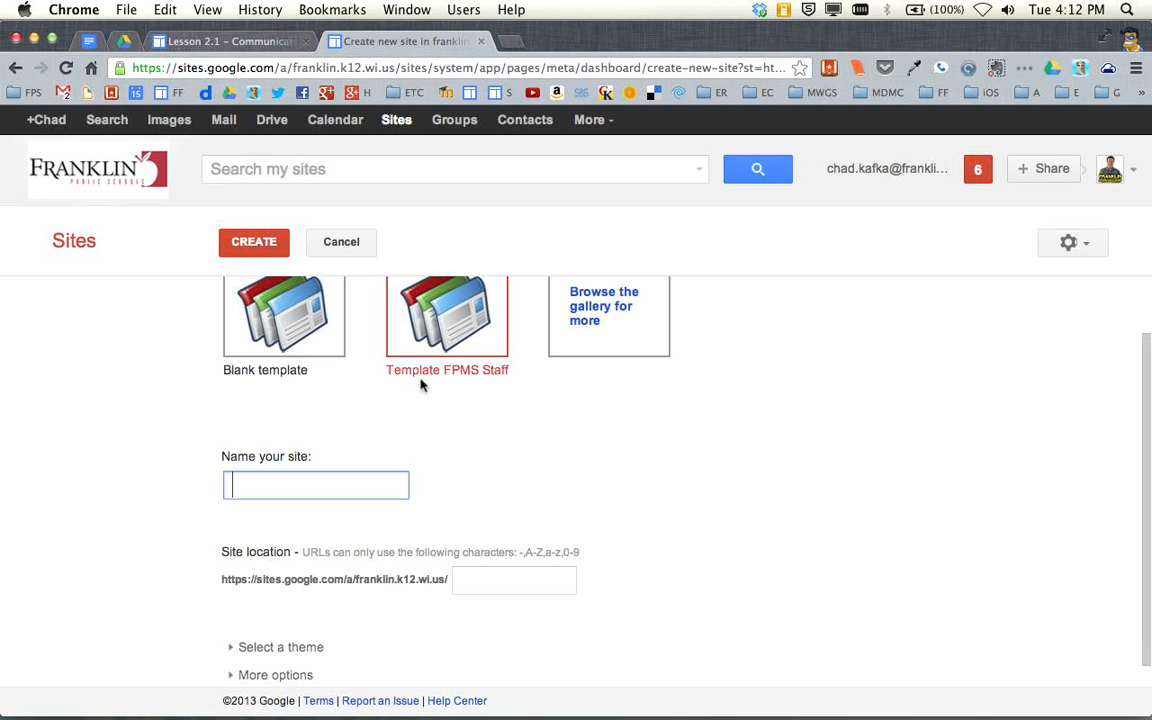 Chrome File Edit View History Bookmarks Window Users Help (100%) Tue 4:12 PM
Lesson 2.1 – Communicat Create new site in franklin
https://sites.google.com/a/franklin.k12.wi.us/sites/system/app/pages/meta/dashboard/create-new-site?st=ht...
FPS 15 FF H ETC S SBS ER EC MWGS MDMC FF iOS A E G »
+Chad Search Images Mail Drive Calendar Sites Groups Contacts More
FRANKLIN
PUBLIC SCHOOLS
Search my sites
chad.kafka@frankli... 6 + Share
Sites CREATE Cancel
Browse the
gallery for
more
Blank template Template FPMS Staff
Name your site:
Site location - URLs can only use the following characters: -,A-Z,a-z,0-9
https://sites.google.com/a/franklin.k12.wi.us/
Select a theme
More options
©2013 Google | Terms | Report an Issue | Help Center